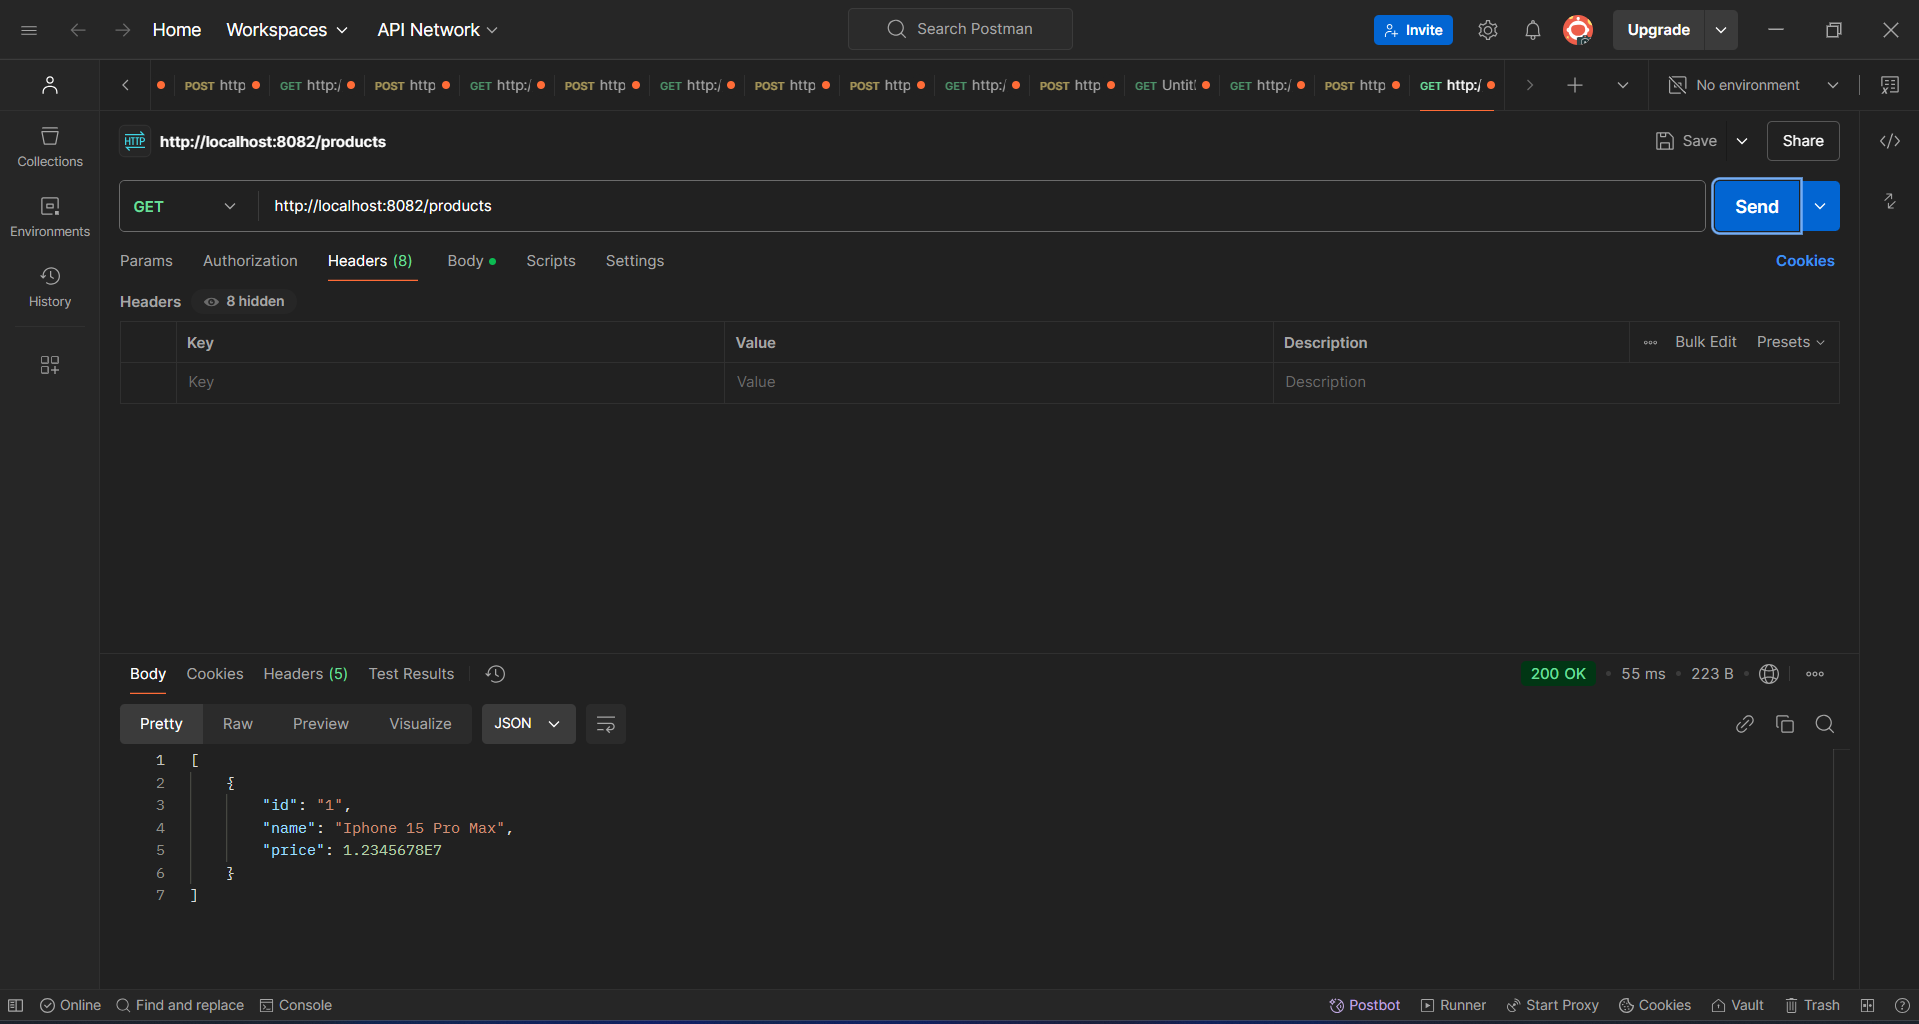 Home Workspaces API Network Search Postman Invite Upgrade
POST http GET http:/ POST http GET http:/ POST http GET http:/ POST http POST http GET http:/ POST http GET Untitl GET http:/ POST http GET http:/ No environment
HTTP http://localhost:8082/products Save Share
GET http://localhost:8082/products Send
Params Authorization Headers (8) Body Scripts Settings Cookies
Headers 8 hidden
Key Value Description Bulk Edit Presets
Key Value Description
Collections
Environments
History
Body Cookies Headers (5) Test Results 200 OK 55 ms 223 B
Pretty Raw Preview Visualize JSON
1 [
2 {
3 "id": "1",
4 "name": "Iphone 15 Pro Max",
5 "price": 1.2345678E7
6 }
7 ]
Online Find and replace Console Postbot Runner Start Proxy Cookies Vault Trash